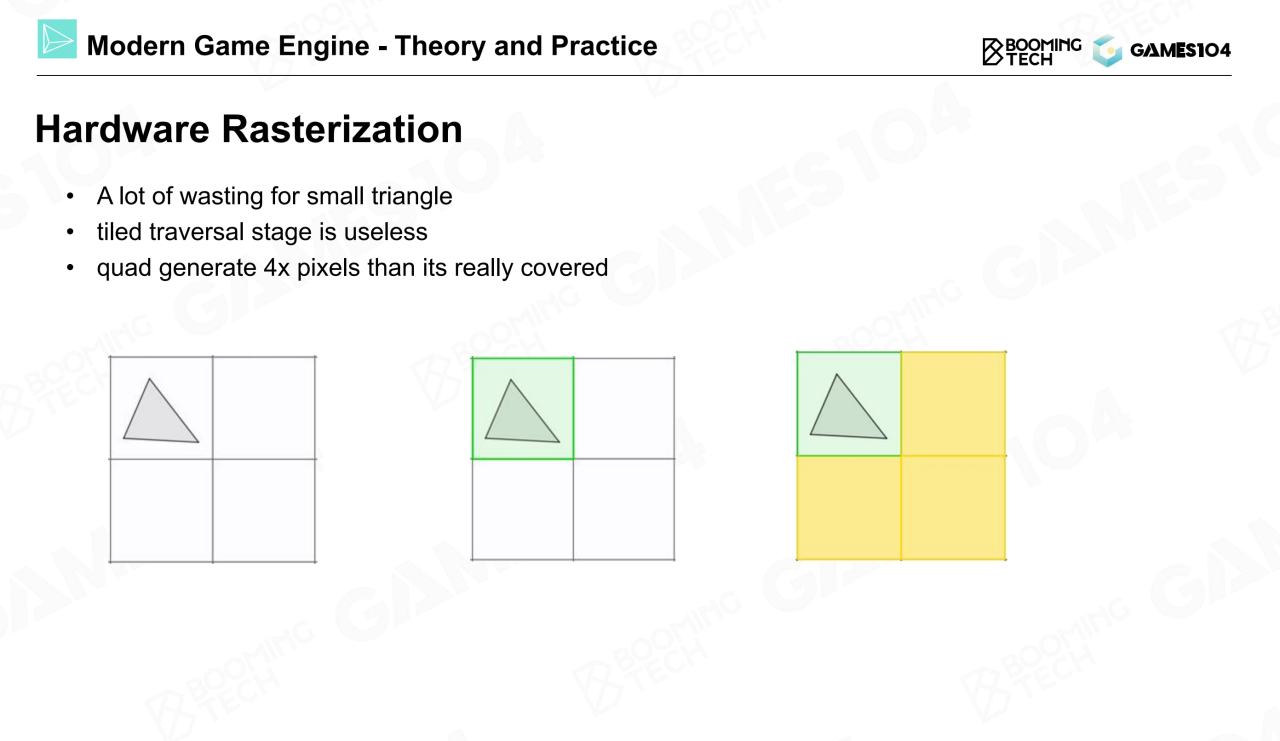 Modern Game Engine - Theory and Practice
BOOMING
TECH
GAMES104
Hardware Rasterization
• A lot of wasting for small triangle
• tiled traversal stage is useless
• quad generate 4x pixels than its really covered